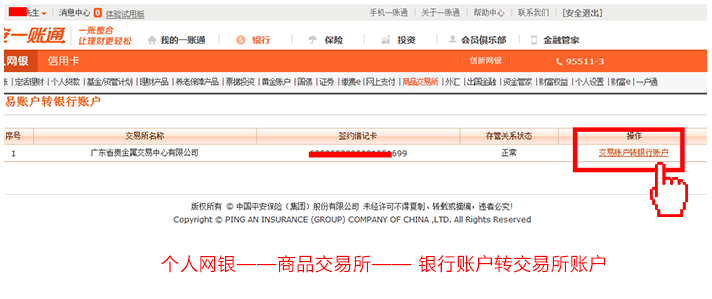 先生 消息中心 0 体验试用版 手机一账通 关于一账通 帮助中心 联系我们 [安全退出]
安一账通 一账整合 让理财更轻松 我的一账通 银行 保险 投资 会员俱乐部 金融管家
人网银 信用卡 创新网银 95511-3
账 | 定活理财 | 个人贷款 | 基金/资管计划 | 理财产品 | 养老保障产品 | 票据投资 | 黄金账户 | 国债 | 证券 | 缴费e | 网上支付 | 商品交易所 | 外汇 | 出国金融 | 资金管家 | 财富权益 | 个人设置 | 财富e | 一户通
易账户转银行账户
序号 交易所名称 签约借记卡 存管关系状态 操作
1 广东省贵金属交易中心有限公司 699 正常 交易账户转银行账户
版权所有 © 中国平安保险（集团）股份有限公司 未经许可不得复制、转载或摘编，违者必究!
Copyright © PING AN INSURANCE (GROUP) COMPANY OF CHINA ,LTD. All Rights Reserved
个人网银——商品交易所—— 银行账户转交易所账户